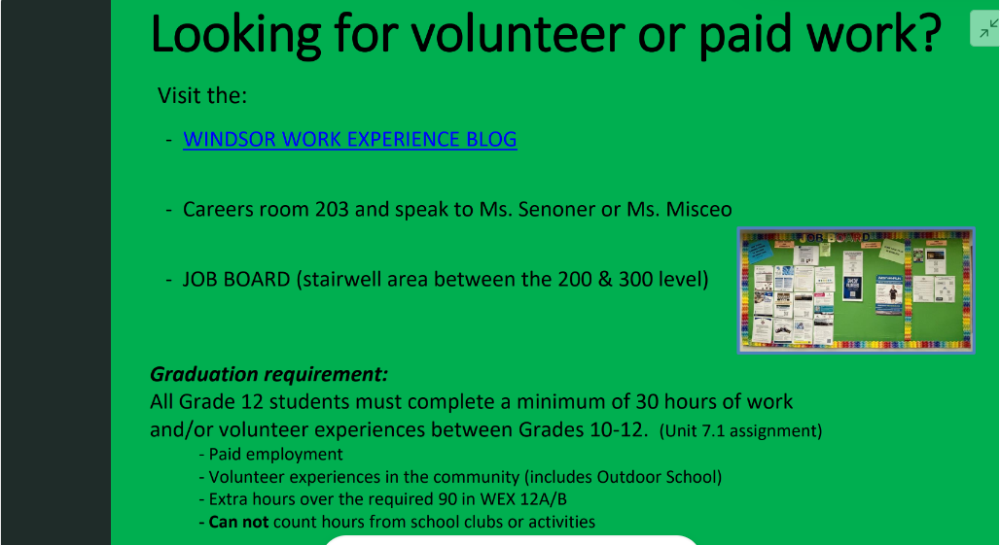 Looking for volunteer or paid work?
Visit the:
- WINDSOR WORK EXPERIENCE BLOG
- Careers room 203 and speak to Ms. Senoner or Ms. Misceo
JOB BOARD
- JOB BOARD (stairwell area between the 200 & 300 level)
Graduation requirement:
All Grade 12 students must complete a minimum of 30 hours of work
and/or volunteer experiences between Grades 10-12. (Unit 7.1 assignment)
- Paid employment
- Volunteer experiences in the community (includes Outdoor School)
- Extra hours over the required 90 in WEX 12A/B
- Can not count hours from school clubs or activities